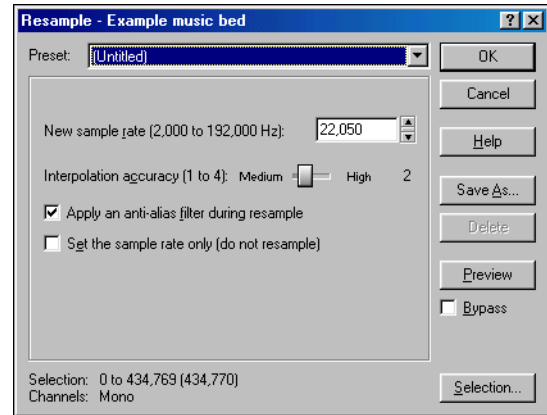 Resample - Example music bed
Preset: (Untitled)
OK
Cancel
New sample rate (2,000 to 192,000 Hz): 22,050
Help
Interpolation accuracy (1 to 4): Medium High 2
Save As...
Apply an anti-alias filter during resample
Delete
Set the sample rate only (do not resample)
Preview
Bypass
Selection: 0 to 434,769 (434,770)
Channels: Mono
Selection...